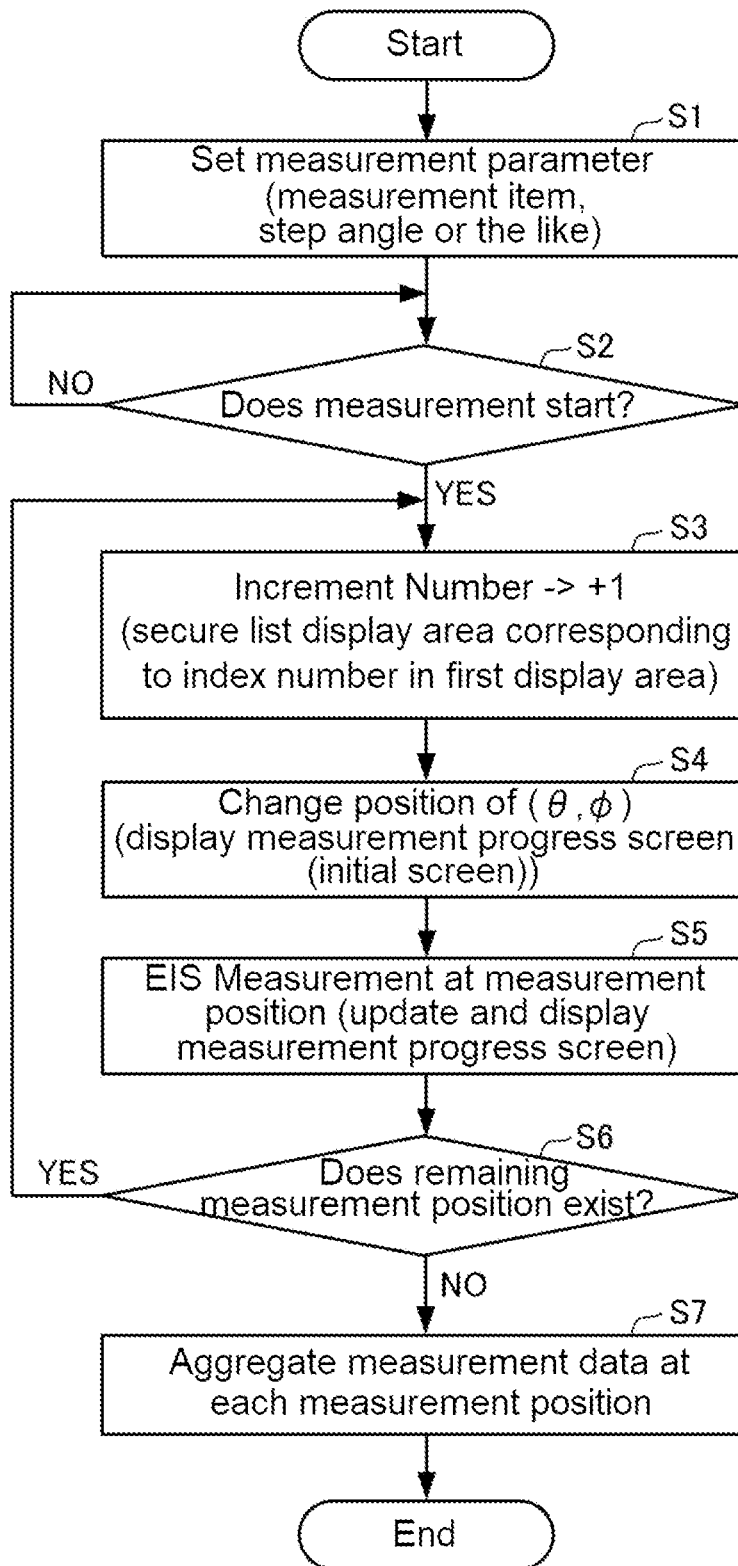 Start
S1
Set measurement parameter
(measurement item,
step angle or the like)
S2
NO
Does measurement start?
YES
S3
Increment Number -> +1
(secure list display area corresponding
to index number in first display area)
S4
Change position of (θ,φ)
(display measurement progress screen
(initial screen))
S5
EIS Measurement at measurement
position (update and display
measurement progress screen)
S6
YES
Does remaining
measurement position exist?
NO
S7
Aggregate measurement data at
each measurement position
End